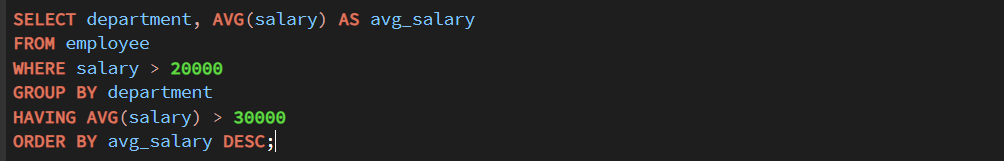 SELECT department, AVG(salary) AS avg_salary
FROM employee
WHERE salary > 20000
GROUP BY department
HAVING AVG(salary) > 30000
ORDER BY avg_salary DESC;